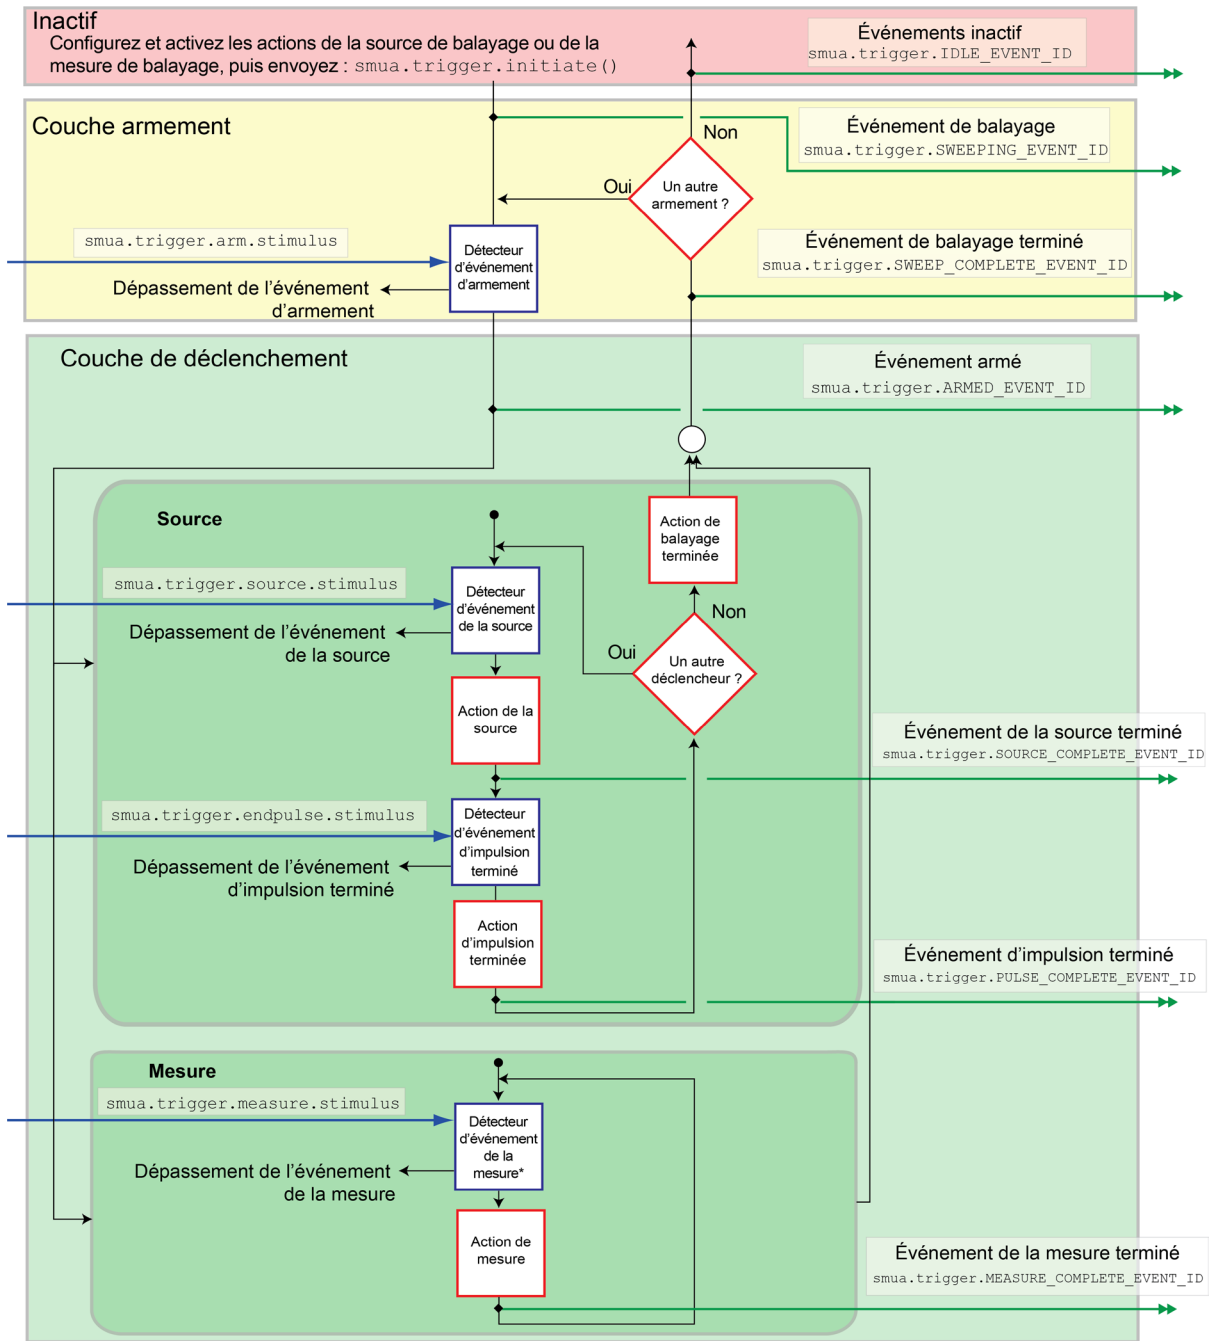 Inactif
Configurez et activez les actions de la source de balayage ou de la
mesure de balayage, puis envoyez : smua.trigger.initiate()
Événements inactif
smua.trigger.IDLE_EVENT_ID
Couche armement
Non
Événement de balayage
smua.trigger.SWEEPING_EVENT_ID
Oui
Un autre
armement ?
smua.trigger.arm.stimulus
Détecteur
d'événement
d'armement
Dépassement de l'événement
d'armement
Événement de balayage terminé
smua.trigger.SWEEP_COMPLETE_EVENT_ID
Couche de déclenchement
Événement armé
smua.trigger.ARMED_EVENT_ID
Source
Action de
balayage
terminée
smua.trigger.source.stimulus
Détecteur
d'événement
de la source
Dépassement de l'événement
de la source
Non
Oui
Un autre
déclencheur ?
Action de la
source
Événement de la source terminé
smua.trigger.SOURCE_COMPLETE_EVENT_ID
smua.trigger.endpulse.stimulus
Détecteur
d'événement
d'impulsion
terminé
Dépassement de l'événement
d'impulsion terminé
Action
d'impulsion
terminée
Événement d'impulsion terminé
smua.trigger.PULSE_COMPLETE_EVENT_ID
Mesure
smua.trigger.measure.stimulus
Détecteur
d'événement
de la
mesure*
Dépassement de l'événement
de la mesure
Action de
mesure
Événement de la mesure terminé
smua.trigger.MEASURE_COMPLETE_EVENT_ID